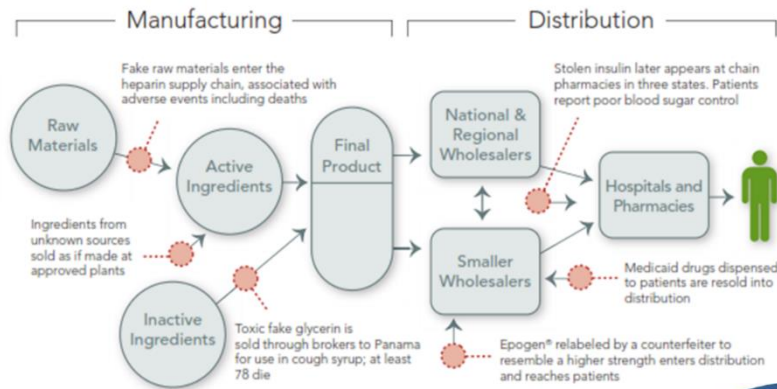 Manufacturing
Distribution
Fake raw materials enter the
heparin supply chain, associated with
adverse events including deaths
Stolen insulin later appears at chain
pharmacies in three states. Patients
report poor blood sugar control
Raw
Materials
Active
Ingredients
Final
Product
National &
Regional
Wholesalers
Hospitals and
Pharmacies
Ingredients from
unknown sources
sold as if made at
approved plants
Smaller
Wholesalers
Medicaid drugs dispensed
to patients are resold into
distribution
Inactive
Ingredients
Toxic fake glycerin is
sold through brokers to Panama
for use in cough syrup; at least
78 die
Epogen® relabeled by a counterfeiter to
resemble a higher strength enters distribution
and reaches patients